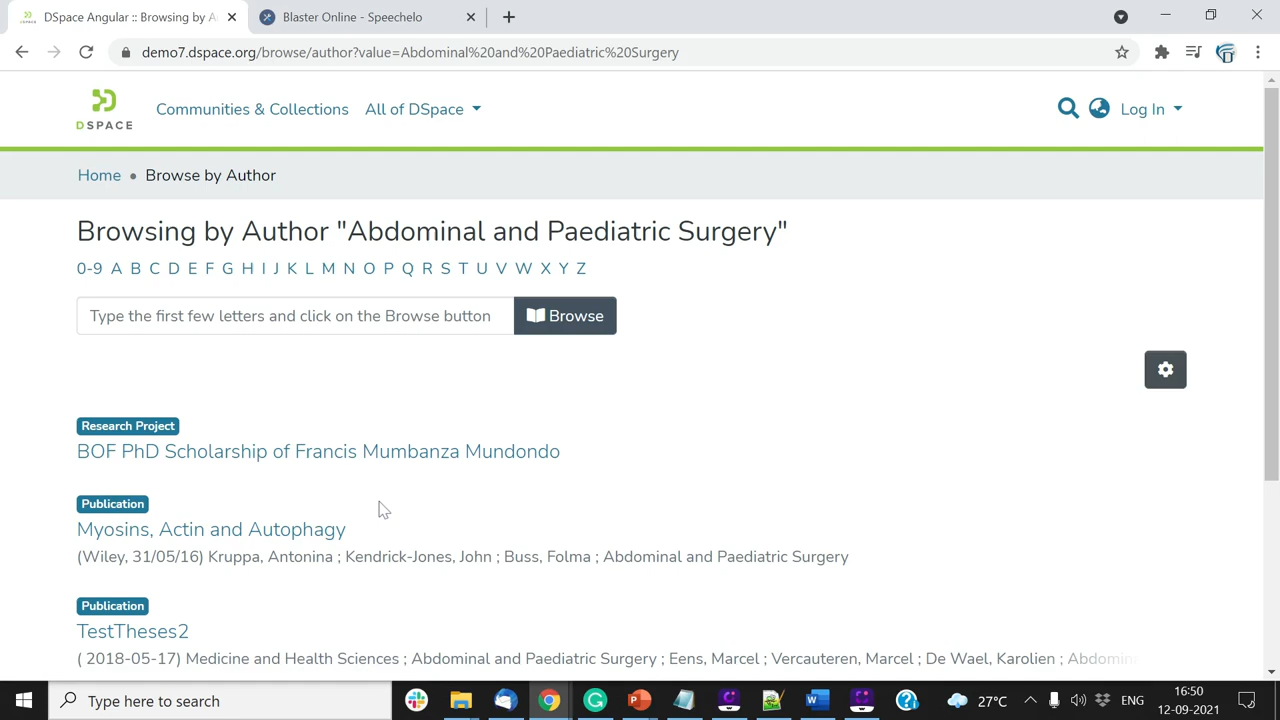 DSpace Angular :: Browsing by A
Blaster Online - Speechelo
demo7.dspace.org/browse/author?value=Abdominal%20and%20Paediatric%20Surgery
DSPACE
Communities & Collections
All of DSpace
Log In
Home
Browse by Author
Browsing by Author "Abdominal and Paediatric Surgery"
0-9 A B C D E F G H I J K L M N O P Q R S T U V W X Y Z
Type the first few letters and click on the Browse button
Browse
Research Project
BOF PhD Scholarship of Francis Mumbanza Mundondo
Publication
Myosins, Actin and Autophagy
(Wiley, 31/05/16) Kruppa, Antonina ; Kendrick-Jones, John ; Buss, Folma ; Abdominal and Paediatric Surgery
Publication
TestTheses2
( 2018-05-17) Medicine and Health Sciences ; Abdominal and Paediatric Surgery ; Eens, Marcel ; Vercauteren, Marcel ; De Wael, Karolien ; Abdomina
Type here to search
27°C
ENG
16:50
12-09-2021